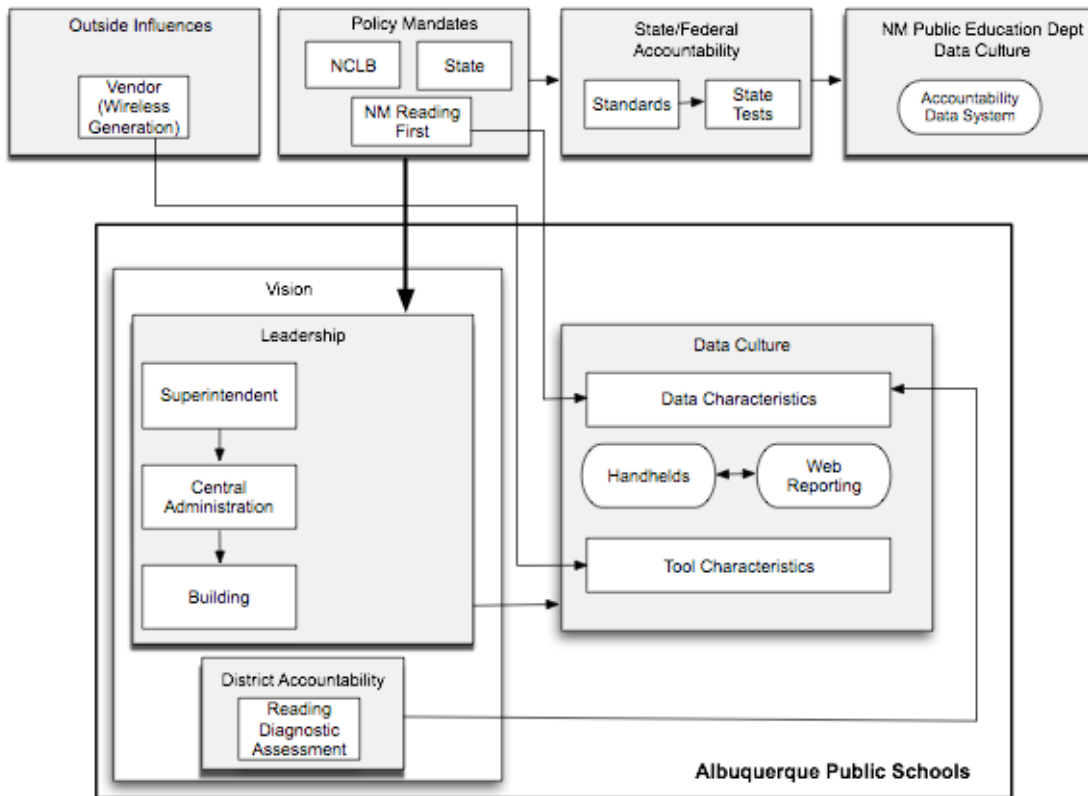 Outside Influences
Vendor
(Wireless
Generation)
Policy Mandates
NCLB
State
NM Reading
First
State/Federal
Accountability
Standards
State
Tests
NM Public Education Dept
Data Culture
Accountability
Data System
Vision
Leadership
Superintendent
Central
Administration
Building
District Accountability
Reading
Diagnostic
Assessment
Data Culture
Data Characteristics
Handhelds
Web
Reporting
Tool Characteristics
Albuquerque Public Schools